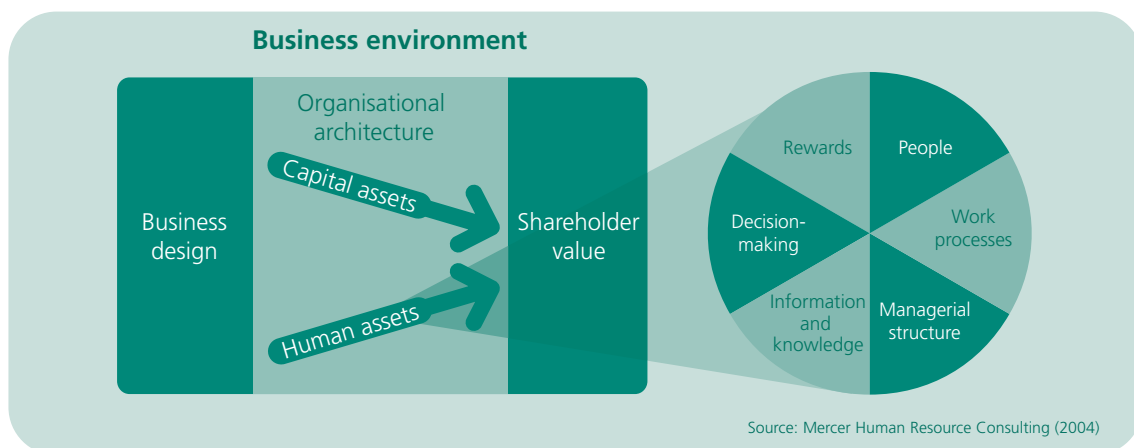 Business environment
Organisational
architecture
Capital assets
Business
design
Shareholder
value
Human assets
Rewards
People
Decision-
making
Work
processes
Information
and
knowledge
Managerial
structure
Source: Mercer Human Resource Consulting (2004)